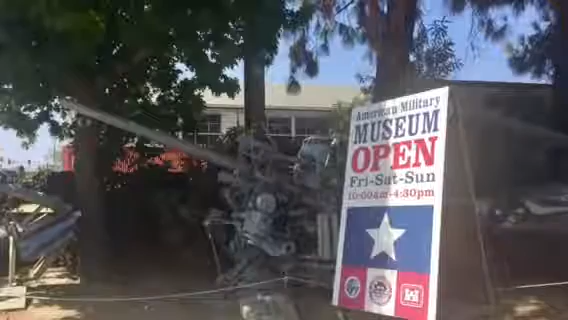 American Military
MUSEUM
OPEN
Fri-Sat-Sun
10:00am-4:30pm